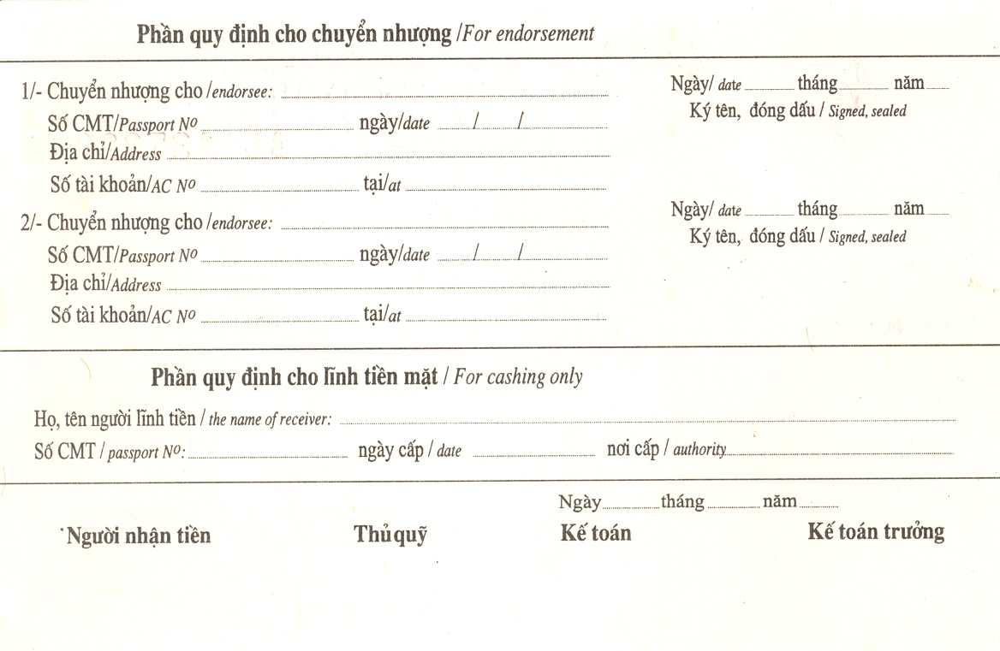 Phần quy định cho chuyển nhượng /For endorsement
1/- Chuyển nhượng cho /endorsee:
Số CMT/Passport Nº ngày/date / /
Địa chỉ/Address
Số tài khoản/AC Nº tại/at
Ngày/ date tháng năm
Ký tên, đóng dấu / Signed, sealed
2/- Chuyển nhượng cho /endorsee:
Số CMT/Passport Nº ngày/date / /
Địa chỉ/Address
Số tài khoản/AC Nº tại/at
Ngày/ date tháng năm
Ký tên, đóng dấu / Signed, sealed
Phần quy định cho lĩnh tiền mặt / For cashing only
Họ, tên người lĩnh tiền / the name of receiver:
Số CMT / passport Nº: ngày cấp / date nơi cấp / authority
Ngày tháng năm
Người nhận tiền Thủ quỹ Kế toán Kế toán trưởng